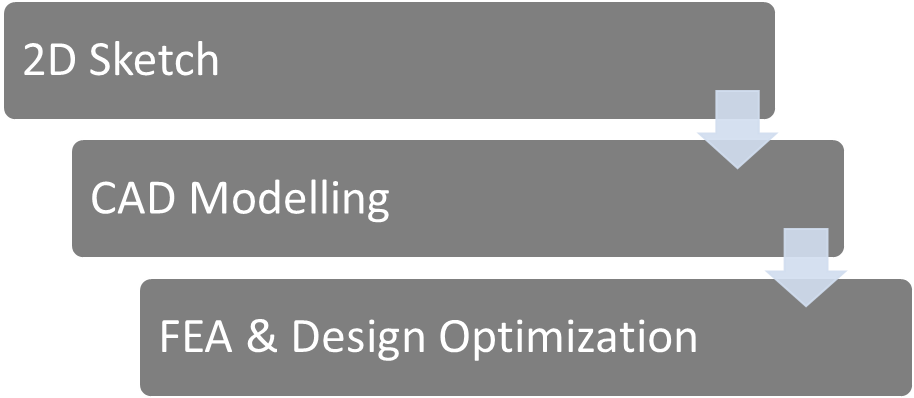 2D Sketch
CAD Modelling
FEA & Design Optimization